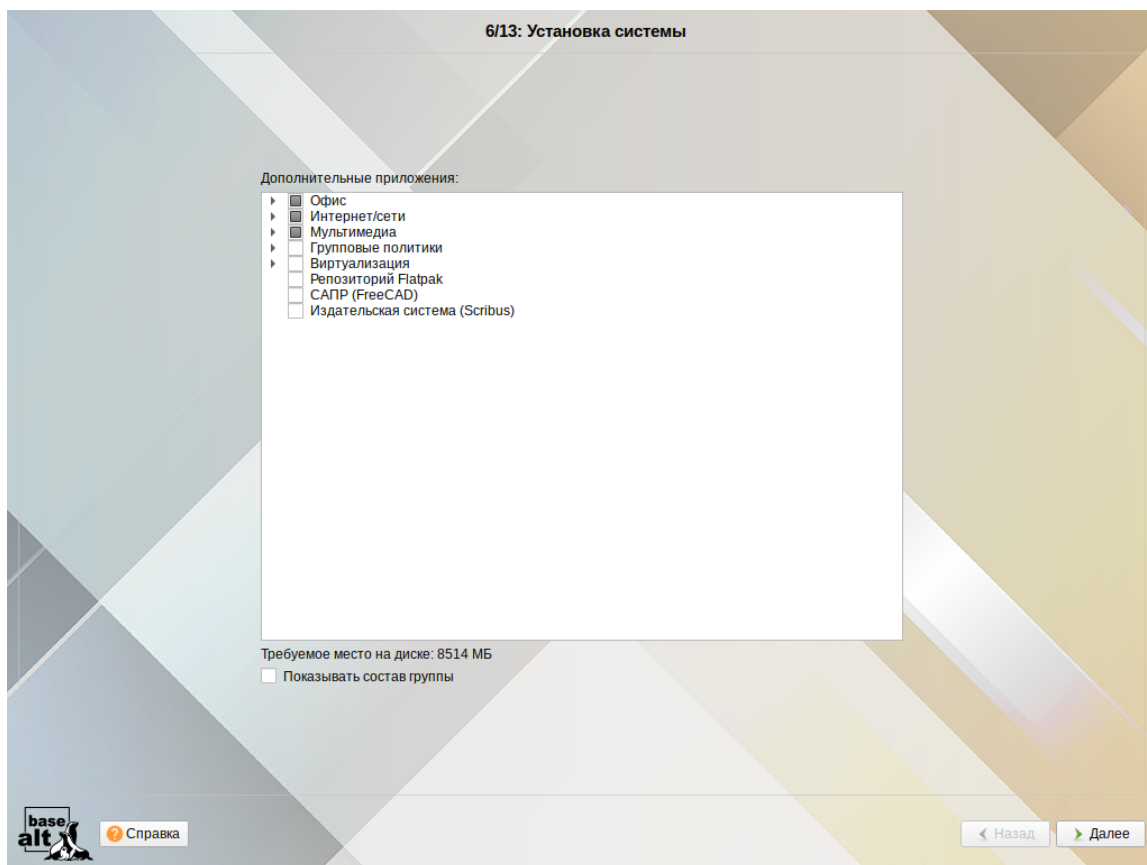 6/13: Установка системы
Дополнительные приложения:
Офис
Интернет/сети
Мультимедиа
Групповые политики
Виртуализация
Репозиторий Flatpak
САПР (FreeCAD)
Издательская система (Scribus)
Требуемое место на диске: 8514 МБ
Показывать состав группы
base
alt
Справка
Назад
Далее